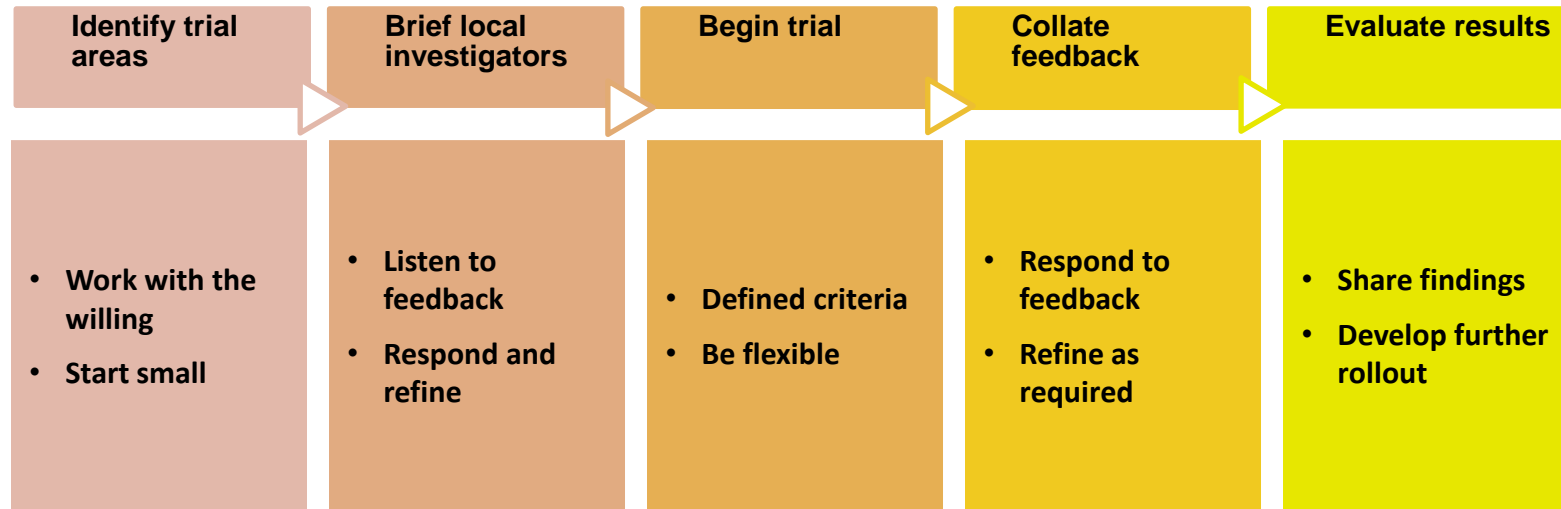 Identify trial
areas
Brief local
investigators
Begin trial
Collate
feedback
Evaluate results
• Work with the
willing
• Start small
• Listen to
feedback
• Respond and
refine
• Defined criteria
• Be flexible
• Respond to
feedback
• Refine as
required
• Share findings
• Develop further
rollout